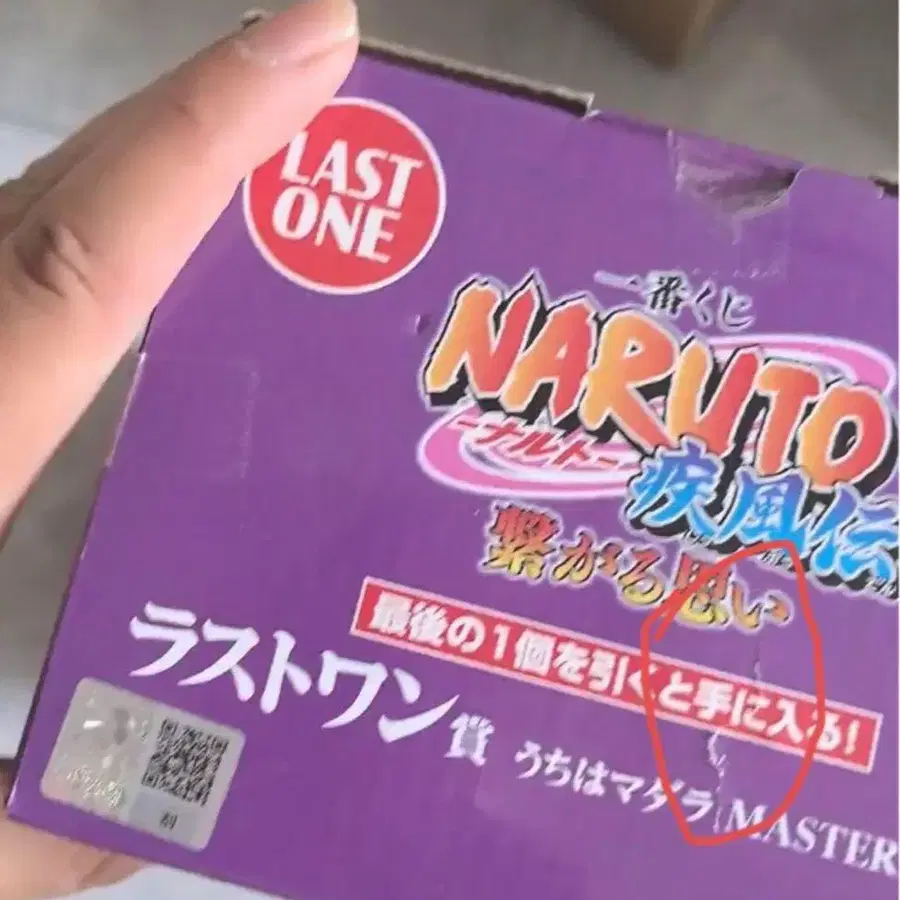 LAST
ONE
一番くじ
NARUTO
-ナルト-
疾風伝
繋がる思い
最後の1個を引くと手に入る!
ラストワン賞
うちはマダラ MASTER